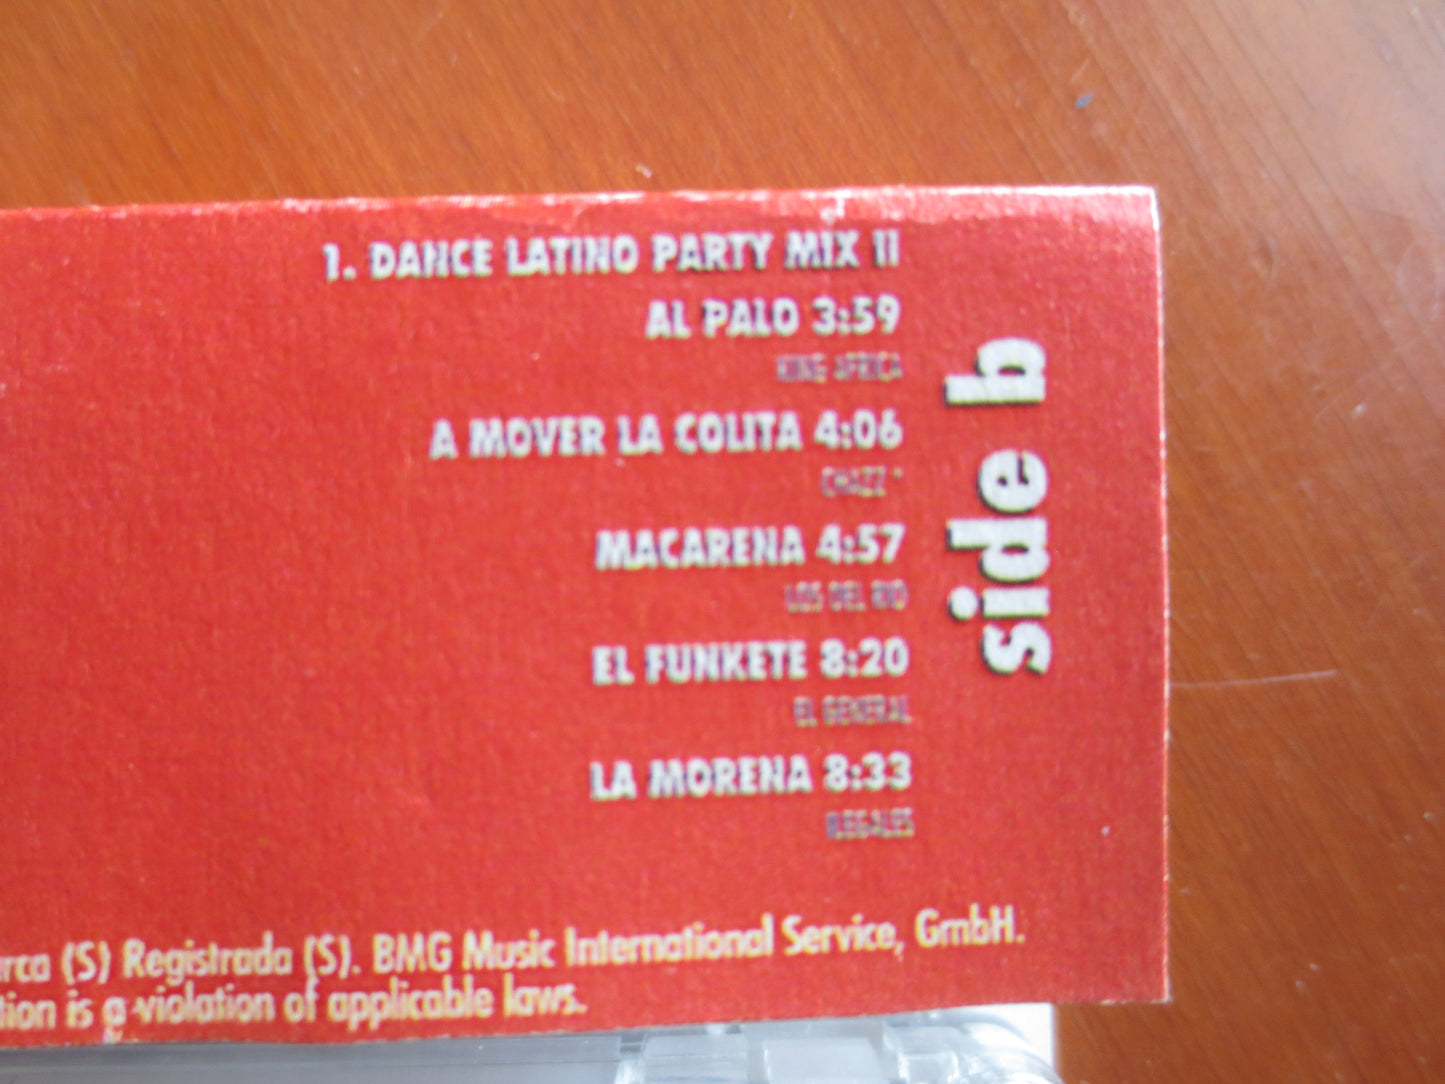 1. DANCE LATINO PARTY MIX II
AL PALO 3:59
KING AFRICA
A MOVER LA COLITA 4:06
CHAZZ *
MACARENA 4:57
LOS DEL RIO
EL FUNKETE 8:20
EL GENERAL
LA MORENA 8:33
ILEGALES
side b
(S) Registrada (S). BMG Music International Service, GmbH.
is a violation of applicable laws.